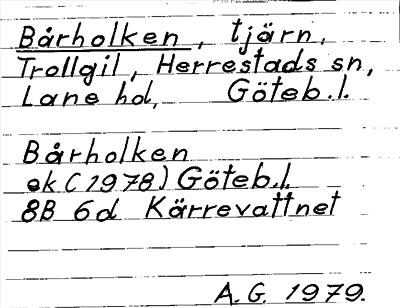 Bårholken, tjärn,
Trollgil, Herrestads sn,
Lane hd, Göteb.l.
Bårholken
ek (1978) Göteb.l.
8B 6d Kärrevattnet
A.G. 1979.